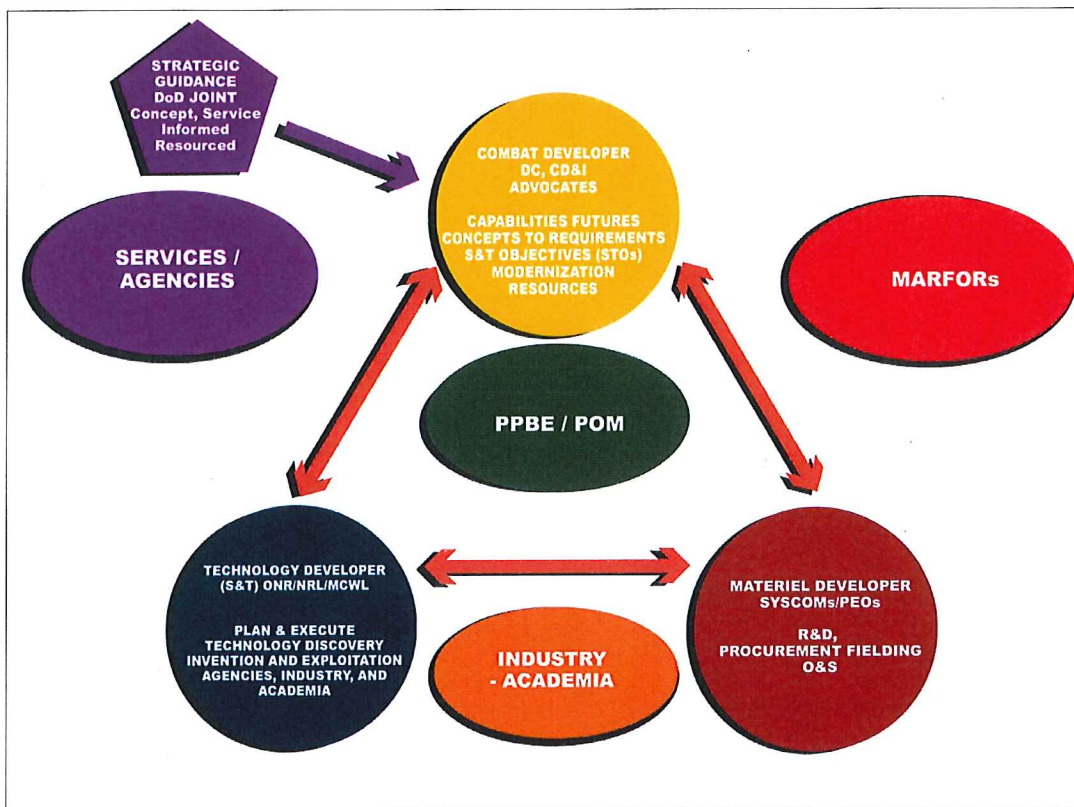 STRATEGIC
GUIDANCE
DoD JOINT
Concept, Service
Informed
Resourced
COMBAT DEVELOPER
DC, CD&I
ADVOCATES
CAPABILITIES FUTURES
CONCEPTS TO REQUIREMENTS
S&T OBJECTIVES (STOs)
MODERNIZATION
RESOURCES
SERVICES /
AGENCIES
MARFORs
PPBE / POM
TECHNOLOGY DEVELOPER
(S&T) ONR/NRL/MCWL
PLAN & EXECUTE
TECHNOLOGY DISCOVERY
INVENTION AND EXPLOITATION
AGENCIES, INDUSTRY, AND
ACADEMIA
INDUSTRY
- ACADEMIA
MATERIEL DEVELOPER
SYSCOMs/PEOs
R&D,
PROCUREMENT FIELDING
O&S